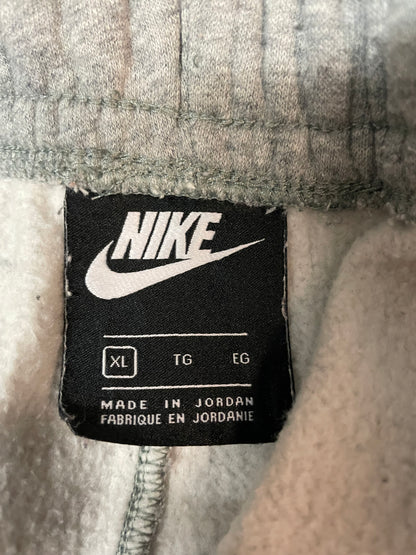 NIKE
XL TG EG
MADE IN JORDAN
FABRIQUE EN JORDANIE